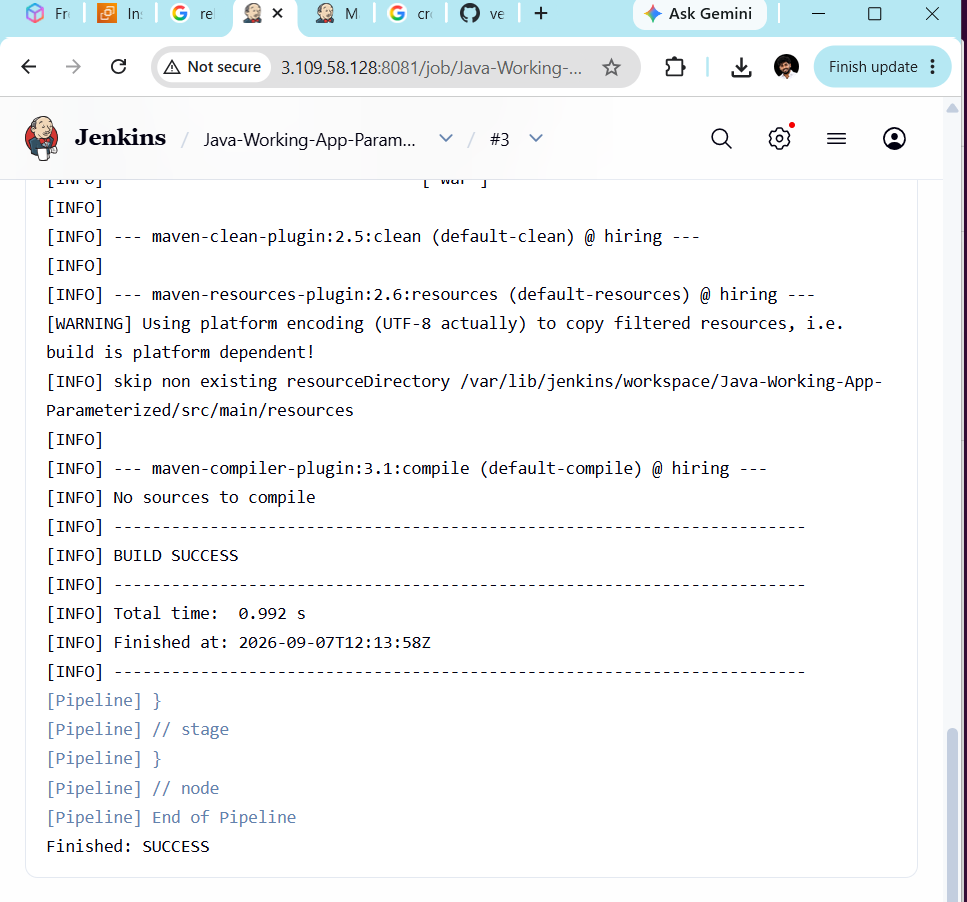 Fr
In
re
M
cr
ve
Ask Gemini
Not secure
3.109.58.128:8081/job/Java-Working-...
Finish update
Jenkins / Java-Working-App-Param... / #3
[INFO] [ war ]
[INFO]
[INFO] --- maven-clean-plugin:2.5:clean (default-clean) @ hiring ---
[INFO]
[INFO] --- maven-resources-plugin:2.6:resources (default-resources) @ hiring ---
[WARNING] Using platform encoding (UTF-8 actually) to copy filtered resources, i.e.
build is platform dependent!
[INFO] skip non existing resourceDirectory /var/lib/jenkins/workspace/Java-Working-App-
Parameterized/src/main/resources
[INFO]
[INFO] --- maven-compiler-plugin:3.1:compile (default-compile) @ hiring ---
[INFO] No sources to compile
[INFO] ------------------------------------------------------------------------
[INFO] BUILD SUCCESS
[INFO] ------------------------------------------------------------------------
[INFO] Total time:  0.992 s
[INFO] Finished at: 2026-09-07T12:13:58Z
[INFO] ------------------------------------------------------------------------
[Pipeline] }
[Pipeline] // stage
[Pipeline] }
[Pipeline] // node
[Pipeline] End of Pipeline
Finished: SUCCESS